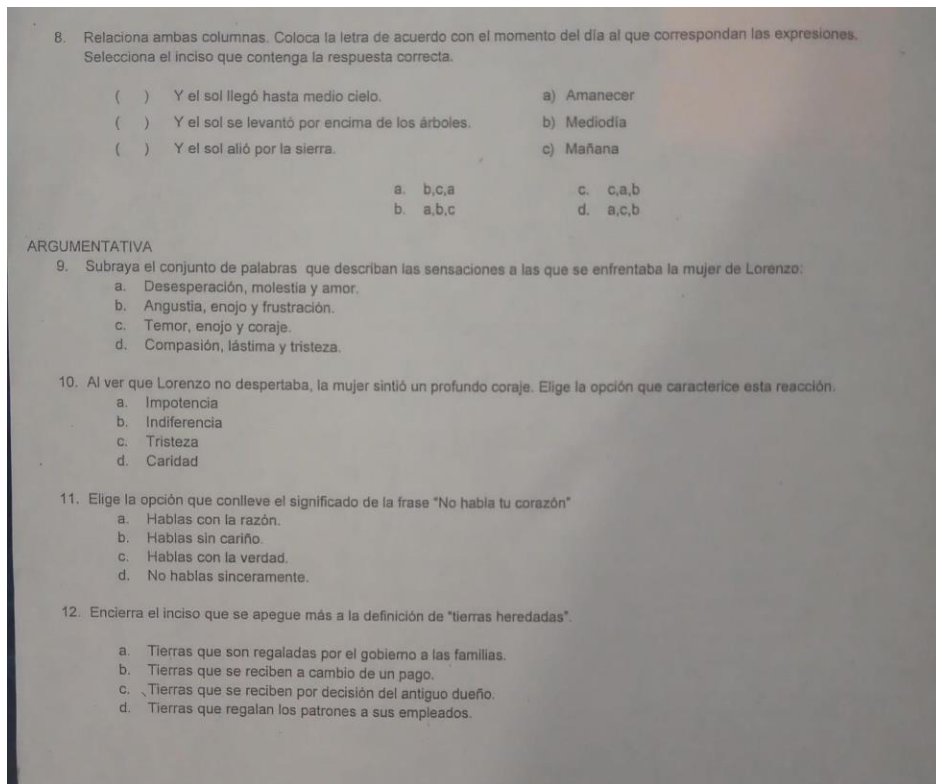 8. Relaciona ambas columnas. Coloca la letra de acuerdo con el momento del día al que correspondan las expresiones.
Selecciona el inciso que contenga la respuesta correcta.
( ) Y el sol llegó hasta medio cielo. a) Amanecer
( ) Y el sol se levantó por encima de los árboles. b) Mediodía
( ) Y el sol alió por la sierra. c) Mañana
a. b,c,a c. c,a,b
b. a,b,c d. a,c,b
ARGUMENTATIVA
9. Subraya el conjunto de palabras que describan las sensaciones a las que se enfrentaba la mujer de Lorenzo:
a. Desesperación, molestia y amor.
b. Angustia, enojo y frustración.
c. Temor, enojo y coraje.
d. Compasión, lástima y tristeza.
10. Al ver que Lorenzo no despertaba, la mujer sintió un profundo coraje. Elige la opción que caracterice esta reacción.
a. Impotencia
b. Indiferencia
c. Tristeza
d. Caridad
11. Elige la opción que conlleve el significado de la frase "No habla tu corazón"
a. Hablas con la razón.
b. Hablas sin cariño.
c. Hablas con la verdad.
d. No hablas sinceramente.
12. Encierra el inciso que se apegue más a la definición de "tierras heredadas".
a. Tierras que son regaladas por el gobierno a las familias.
b. Tierras que se reciben a cambio de un pago.
c. Tierras que se reciben por decisión del antiguo dueño.
d. Tierras que regalan los patrones a sus empleados.